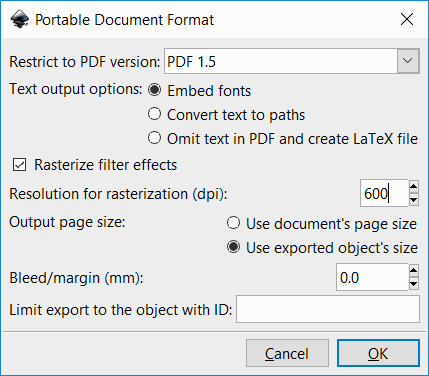 Portable Document Format
Restrict to PDF version: PDF 1.5
Text output options: Embed fonts
Convert text to paths
Omit text in PDF and create LaTeX file
Rasterize filter effects
Resolution for rasterization (dpi): 600
Output page size: Use document's page size
Use exported object's size
Bleed/margin (mm): 0.0
Limit export to the object with ID:
Cancel OK